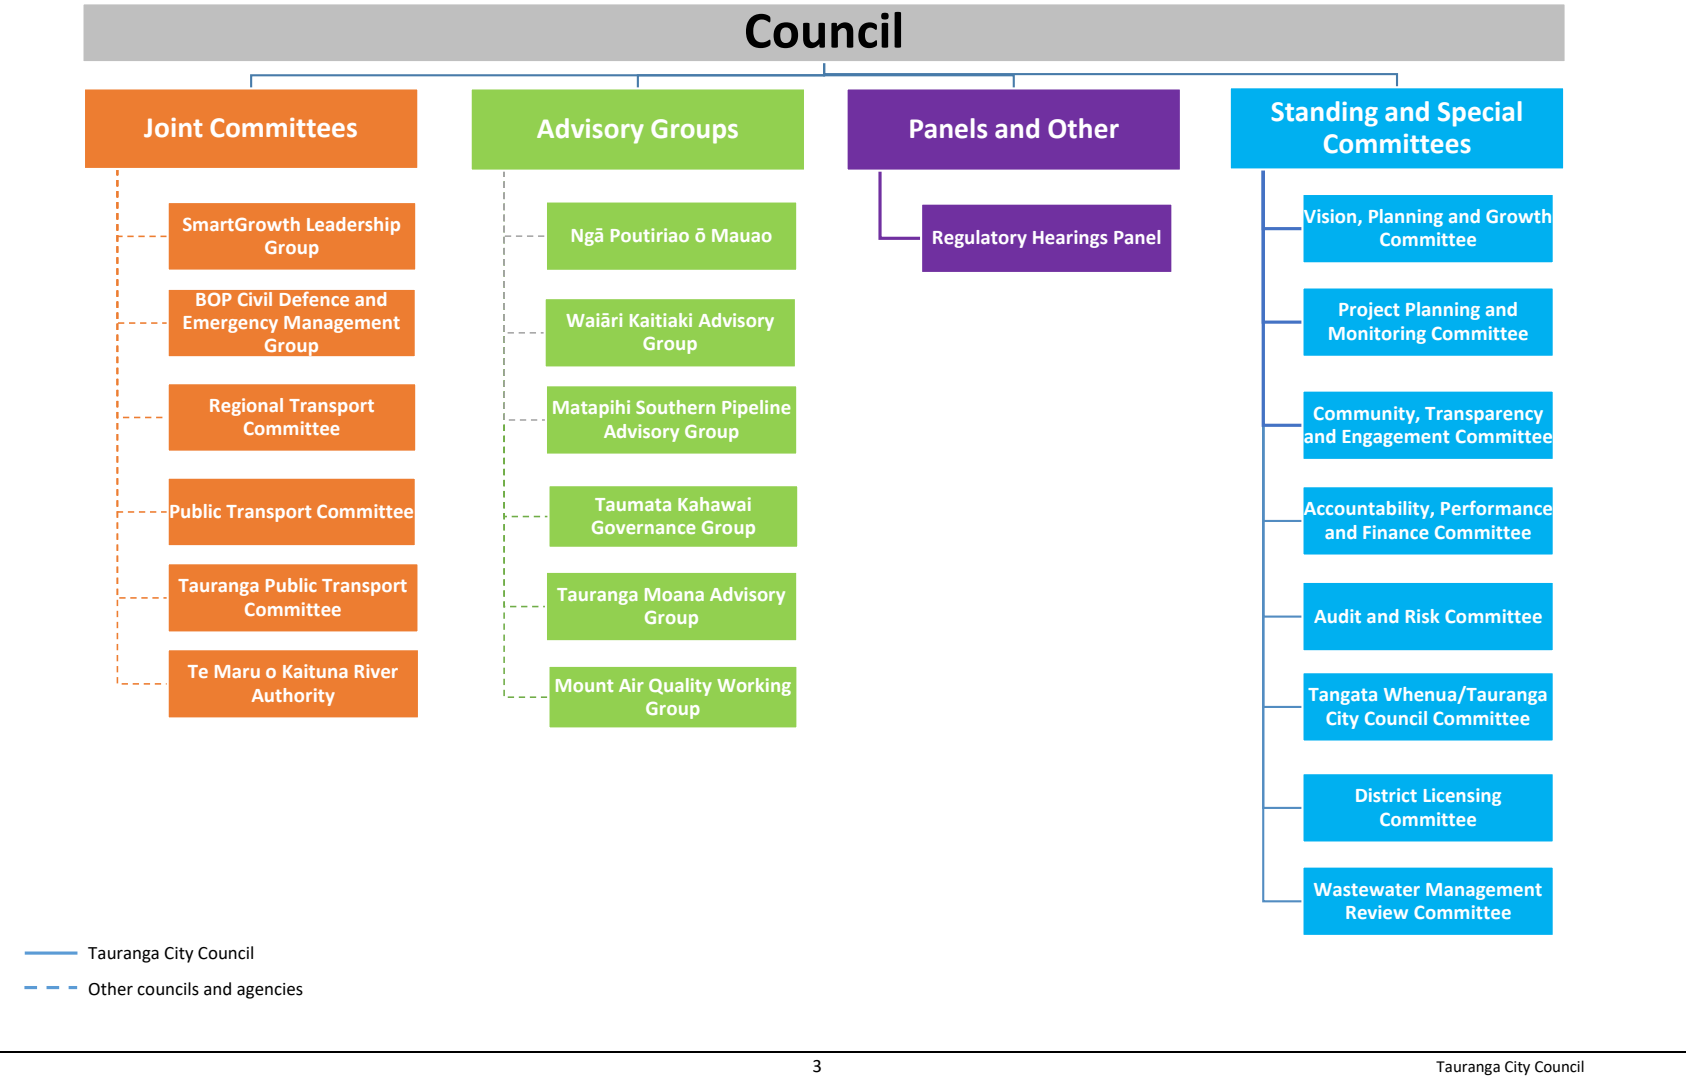 Council
Joint Committees
SmartGrowth Leadership
Group
BOP Civil Defence and
Emergency Management
Group
Regional Transport
Committee
Public Transport Committee
Tauranga Public Transport
Committee
Te Maru o Kaituna River
Authority
Advisory Groups
Ngā Poutiriao ō Mauao
Waiāri Kaitiaki Advisory
Group
Matapihi Southern Pipeline
Advisory Group
Taumata Kahawai
Governance Group
Tauranga Moana Advisory
Group
Mount Air Quality Working
Group
Panels and Other
Regulatory Hearings Panel
Standing and Special
Committees
Vision, Planning and Growth
Committee
Project Planning and
Monitoring Committee
Community, Transparency
and Engagement Committee
Accountability, Performance
and Finance Committee
Audit and Risk Committee
Tangata Whenua/Tauranga
City Council Committee
District Licensing
Committee
Wastewater Management
Review Committee
Tauranga City Council
Other councils and agencies
3
Tauranga City Council